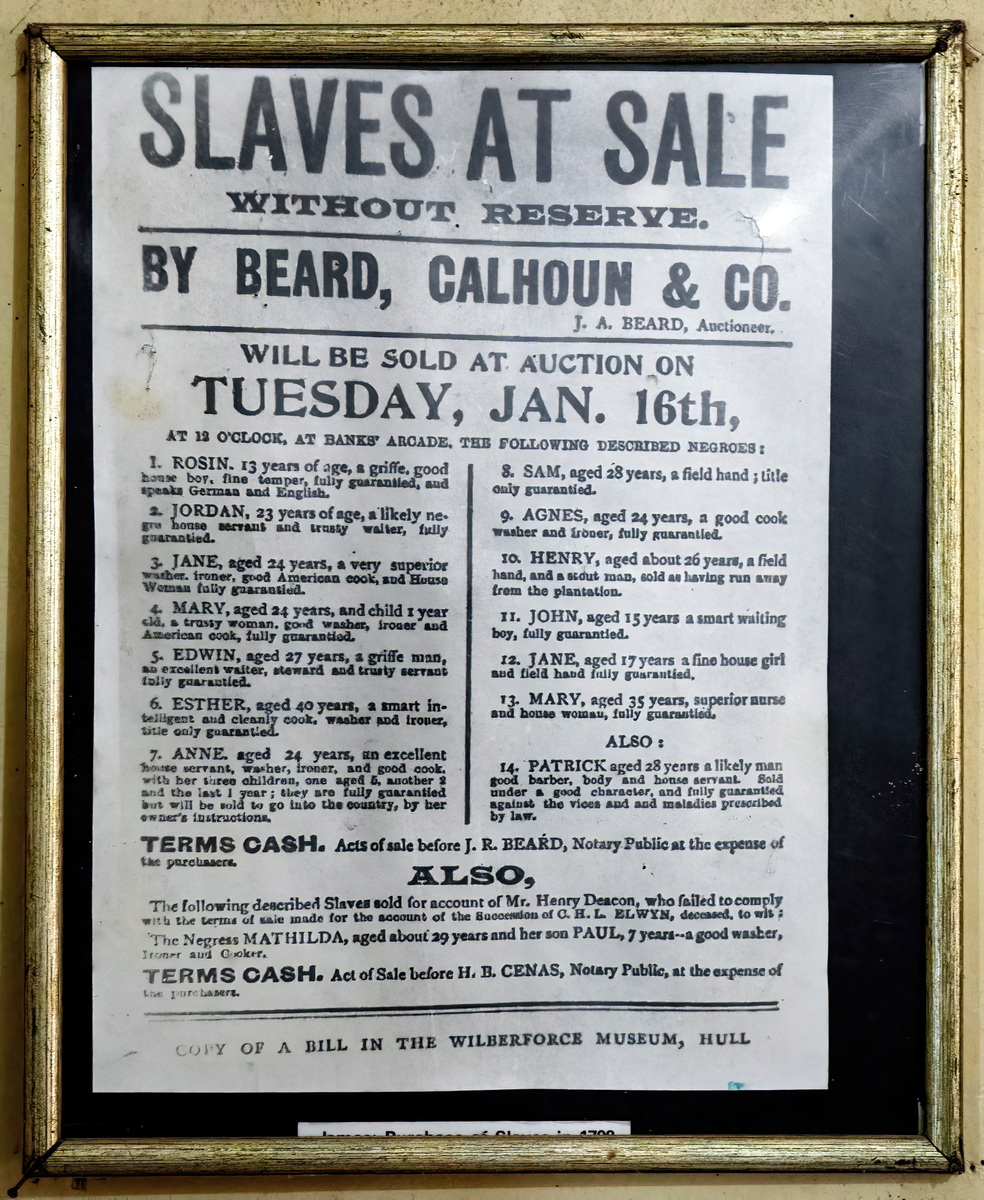 SLAVES AT SALE
WITHOUT RESERVE.
BY BEARD, CALHOUN & CO.
J. A. BEARD, Auctioneer.
WILL BE SOLD AT AUCTION ON
TUESDAY, JAN. 16th,
AT 12 O'CLOCK, AT BANKS' ARCADE, THE FOLLOWING DESCRIBED NEGROES:
1. ROSIN. 13 years of age, a griffe, good
house boy, fine temper, fully guarantied, and
speaks German and English.
2. JORDAN, 23 years of age, a likely ne-
gro house servant and trusty waiter, fully
guarantied.
3. JANE, aged 24 years, a very superior
washer, ironer, good American cook, and House
Woman fully guarantied.
4. MARY, aged 24 years, and child 1 year
old, a trusty woman, good washer, ironer and
American cook, fully guarantied.
5. EDWIN, aged 27 years, a griffe man,
an excellent waiter, steward and trusty servant
fully guarantied.
6. ESTHER, aged 40 years, a smart in-
telligent and cleanly cook, washer and ironer,
title only guarantied.
7. ANNE, aged 24 years, an excellent
house servant, washer, ironer, and good cook,
with her three children, one aged 5, another 2
and the last 1 year; they are fully guarantied
but will be sold to go into the country, by her
owner's instructions.
8. SAM, aged 28 years, a field hand; title
only guarantied.
9. AGNES, aged 24 years, a good cook
washer and ironer, fully guarantied.
10. HENRY, aged about 26 years, a field
hand, and a stout man, sold as having run away
from the plantation.
11. JOHN, aged 15 years a smart waiting
boy, fully guarantied.
12. JANE, aged 17 years a fine house girl
and field hand fully guarantied.
13. MARY, aged 35 years, superior nurse
and house woman, fully guarantied.
ALSO:
14. PATRICK aged 28 years a likely man
good barber, body and house servant. Sold
under a good character, and fully guarantied
against the vices and and maladies prescribed
by law.
TERMS CASH. Acts of sale before J. R. BEARD, Notary Public at the expense of
the purchasers.
ALSO,
The following described Slaves sold for account of Mr. Henry Deacon, who failed to comply
with the terms of sale made for the account of the Succession of C. H. L. ELWYN, deceased, to wit:
The Negress MATHILDA, aged about 29 years and her son PAUL, 7 years--a good washer,
Ironer and Cooker.
TERMS CASH. Act of Sale before H. B. CENAS, Notary Public, at the expense of
the purchasers.
COPY OF A BILL IN THE WILBERFORCE MUSEUM, HULL
Purchase of Slaves in